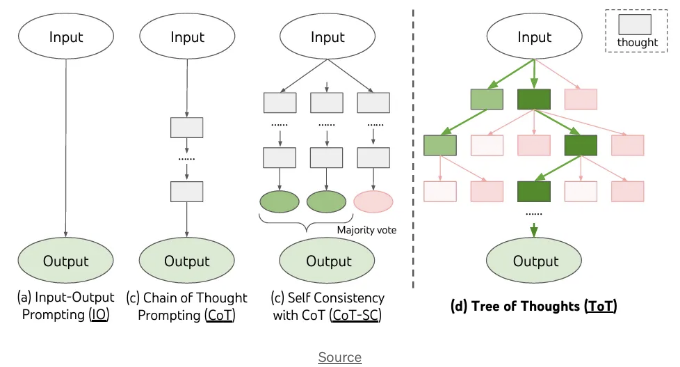 Input
Input
Input
Input
thought
......
......
......
......
......
Majority vote
Output
Output
Output
Output
(a) Input-Output
Prompting (IO)
(c) Chain of Thought
Prompting (CoT)
(c) Self Consistency
with CoT (CoT-SC)
(d) Tree of Thoughts (ToT)
Source